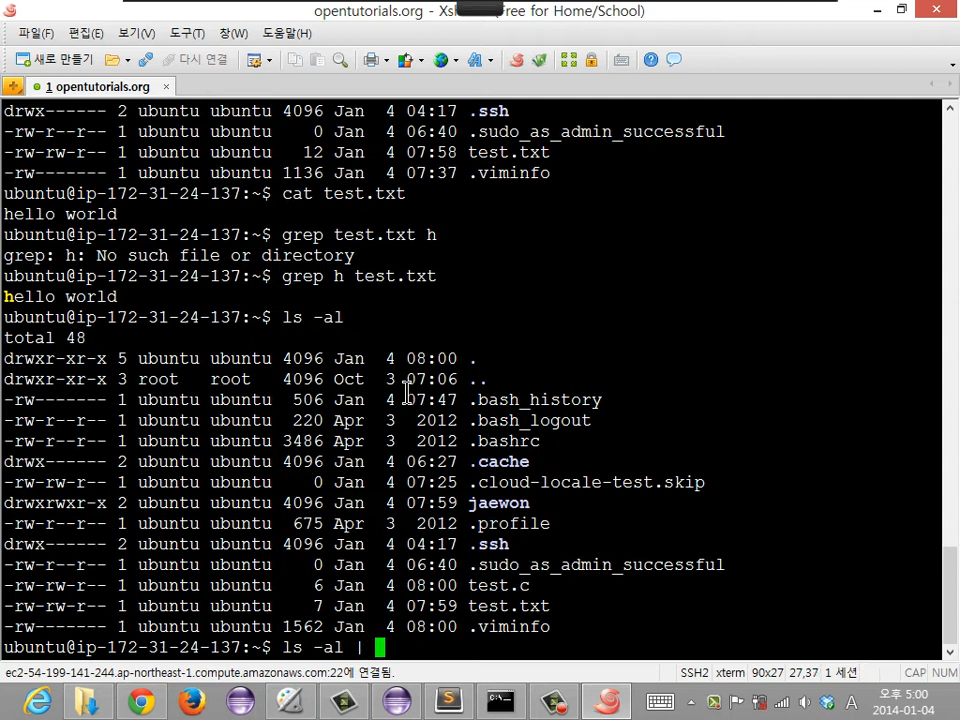 opentutorials.org - Xsh (Free for Home/School)
파일(F) 편집(E) 보기(V) 도구(T) 창(W) 도움말(H)
새로 만들기 다시 연결
1 opentutorials.org ×
drwx------ 2 ubuntu ubuntu 4096 Jan  4 04:17 .ssh
-rw-r--r-- 1 ubuntu ubuntu    0 Jan  4 06:40 .sudo_as_admin_successful
-rw-rw-r-- 1 ubuntu ubuntu   12 Jan  4 07:58 test.txt
-rw------- 1 ubuntu ubuntu 1136 Jan  4 07:37 .viminfo
ubuntu@ip-172-31-24-137:~$ cat test.txt
hello world
ubuntu@ip-172-31-24-137:~$ grep test.txt h
grep: h: No such file or directory
ubuntu@ip-172-31-24-137:~$ grep h test.txt
hello world
ubuntu@ip-172-31-24-137:~$ ls -al
total 48
drwxr-xr-x 5 ubuntu ubuntu 4096 Jan  4 08:00 .
drwxr-xr-x 3 root   root   4096 Oct  3 07:06 ..
-rw------- 1 ubuntu ubuntu  506 Jan  4 07:47 .bash_history
-rw-r--r-- 1 ubuntu ubuntu  220 Apr  3  2012 .bash_logout
-rw-r--r-- 1 ubuntu ubuntu 3486 Apr  3  2012 .bashrc
drwx------ 2 ubuntu ubuntu 4096 Jan  4 06:27 .cache
-rw-r--r-- 1 ubuntu ubuntu    0 Jan  4 07:25 .cloud-locale-test.skip
drwxrwxr-x 2 ubuntu ubuntu 4096 Jan  4 07:59 jaewon
-rw-r--r-- 1 ubuntu ubuntu  675 Apr  3  2012 .profile
drwx------ 2 ubuntu ubuntu 4096 Jan  4 04:17 .ssh
-rw-r--r-- 1 ubuntu ubuntu    0 Jan  4 06:40 .sudo_as_admin_successful
-rw-rw-r-- 1 ubuntu ubuntu    6 Jan  4 08:00 test.c
-rw-rw-r-- 1 ubuntu ubuntu    7 Jan  4 07:59 test.txt
-rw------- 1 ubuntu ubuntu 1562 Jan  4 08:00 .viminfo
ubuntu@ip-172-31-24-137:~$ ls -al |
ec2-54-199-141-244.ap-northeast-1.compute.amazonaws.com:22에 연결됨. SSH2 xterm 90x27 27,37 1 세션 CAP NUM
A 오후 5:00
2014-01-04